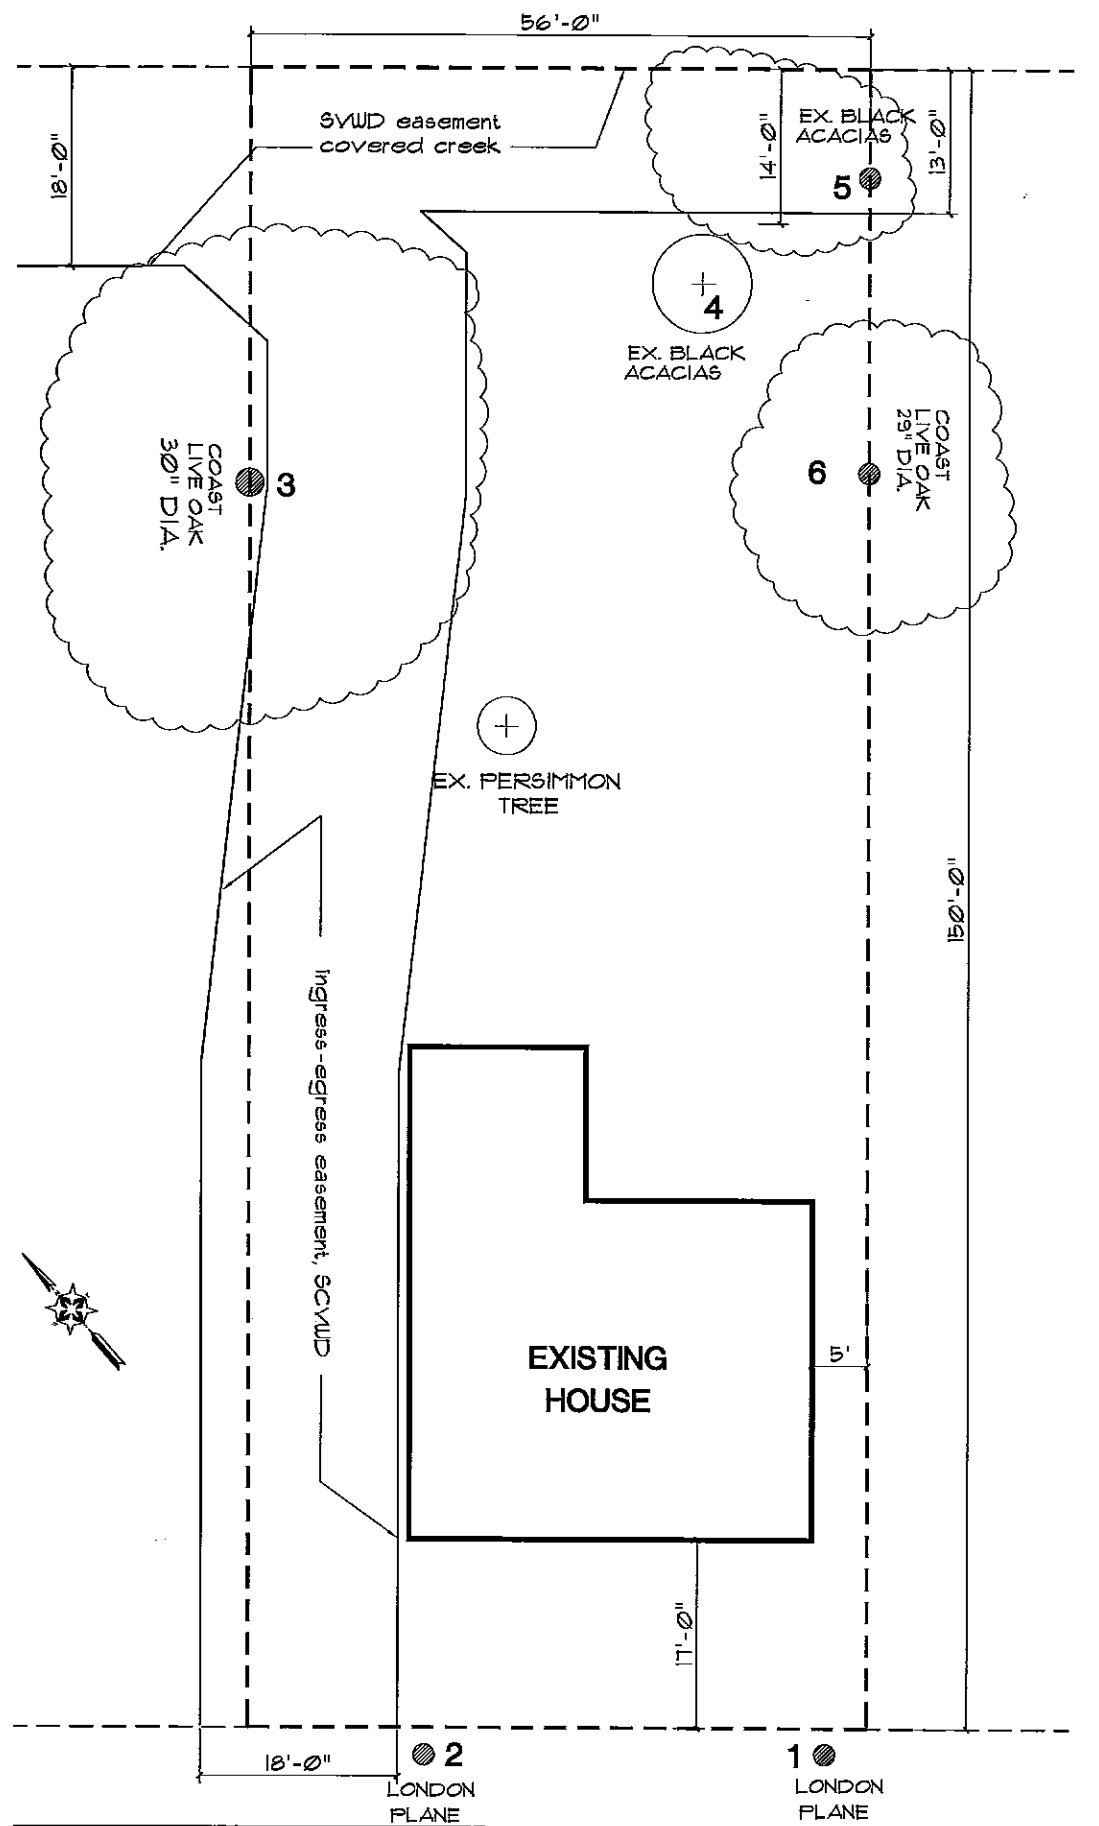 56'-0"
18'-0"
SVWD easement
covered creek
14'-0"
EX. BLACK
ACACIAS
13'-0"
5
4
EX. BLACK
ACACIAS
COAST
LIVE OAK
30" DIA.
3
6
COAST
LIVE OAK
29" DIA.
EX. PERSIMMON
TREE
150'-0"
ingress-egress easement, SCVWD
EXISTING
HOUSE
5'
17'-0"
18'-0"
2
LONDON
PLANE
1
LONDON
PLANE